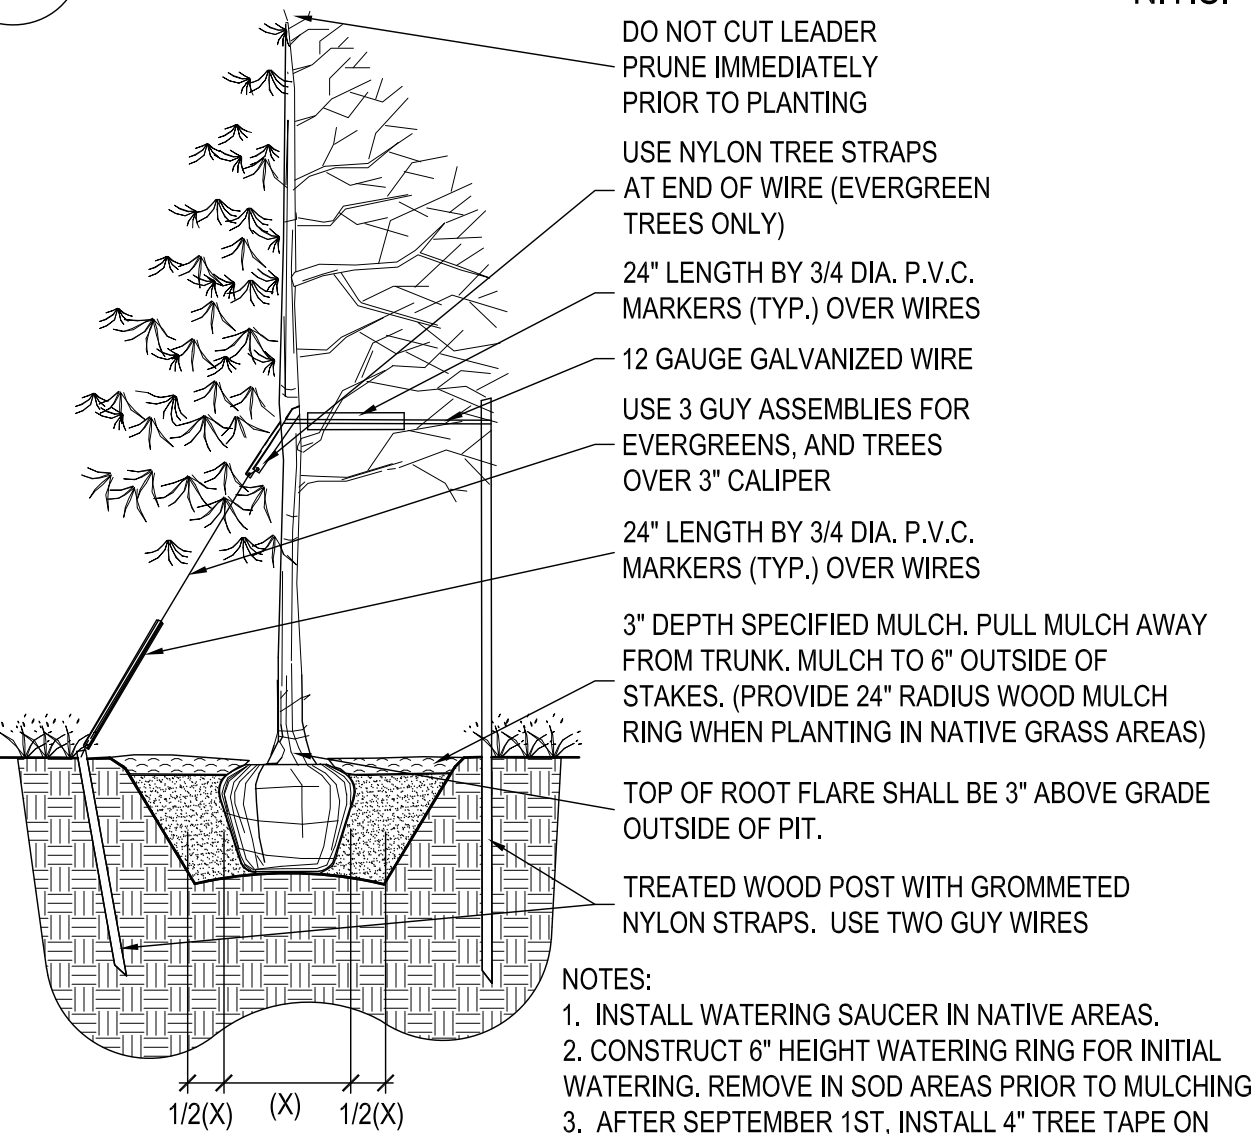 DO NOT CUT LEADER
PRUNE IMMEDIATELY
PRIOR TO PLANTING
USE NYLON TREE STRAPS
AT END OF WIRE (EVERGREEN
TREES ONLY)
24" LENGTH BY 3/4 DIA. P.V.C.
MARKERS (TYP.) OVER WIRES
12 GAUGE GALVANIZED WIRE
USE 3 GUY ASSEMBLIES FOR
EVERGREENS, AND TREES
OVER 3" CALIPER
24" LENGTH BY 3/4 DIA. P.V.C.
MARKERS (TYP.) OVER WIRES
3" DEPTH SPECIFIED MULCH. PULL MULCH AWAY
FROM TRUNK. MULCH TO 6" OUTSIDE OF
STAKES. (PROVIDE 24" RADIUS WOOD MULCH
RING WHEN PLANTING IN NATIVE GRASS AREAS)
TOP OF ROOT FLARE SHALL BE 3" ABOVE GRADE
OUTSIDE OF PIT.
TREATED WOOD POST WITH GROMMETED
NYLON STRAPS. USE TWO GUY WIRES
NOTES:
1. INSTALL WATERING SAUCER IN NATIVE AREAS.
2. CONSTRUCT 6" HEIGHT WATERING RING FOR INITIAL
WATERING. REMOVE IN SOD AREAS PRIOR TO MULCHING
3. AFTER SEPTEMBER 1ST, INSTALL 4" TREE TAPE ON
1/2(X) (X) 1/2(X)